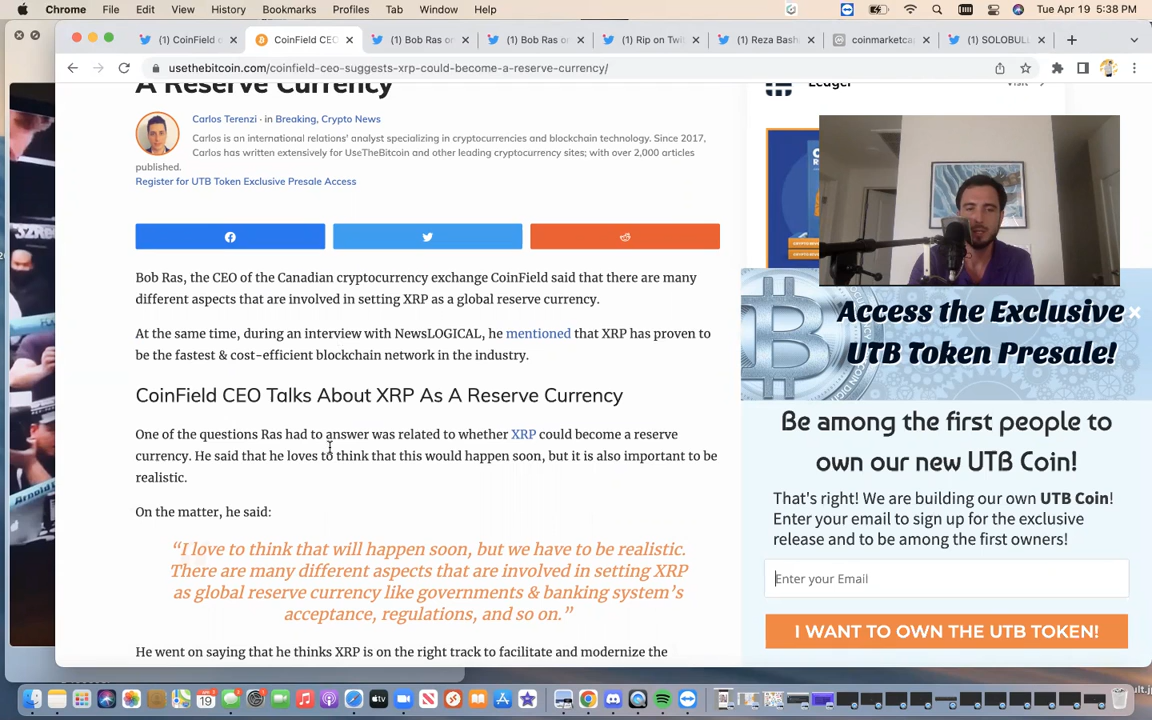 Chrome File Edit View History Bookmarks Profiles Tab Window Help Tue Apr 19 5:38 PM
(1) CoinField o
CoinField CEO
(1) Bob Ras on
(1) Bob Ras on
(1) Rip on Twit
(1) Reza Bash
coinmarketca
(1) SOLOBULL
usethebitcoin.com/coinfield-ceo-suggests-xrp-could-become-a-reserve-currency/
A Reserve Currency
Carlos Terenzi · in Breaking, Crypto News
Carlos is an international relations' analyst specializing in cryptocurrencies and blockchain technology. Since 2017,
Carlos has written extensively for UseTheBitcoin and other leading cryptocurrency sites; with over 2,000 articles
published.
Register for UTB Token Exclusive Presale Access
Bob Ras, the CEO of the Canadian cryptocurrency exchange CoinField said that there are many
different aspects that are involved in setting XRP as a global reserve currency.
At the same time, during an interview with NewsLOGICAL, he mentioned that XRP has proven to
be the fastest & cost-efficient blockchain network in the industry.
CoinField CEO Talks About XRP As A Reserve Currency
One of the questions Ras had to answer was related to whether XRP could become a reserve
currency. He said that he loves to think that this would happen soon, but it is also important to be
realistic.
On the matter, he said:
“I love to think that will happen soon, but we have to be realistic.
There are many different aspects that are involved in setting XRP
as global reserve currency like governments & banking system’s
acceptance, regulations, and so on.”
He went on saying that he thinks XRP is on the right track to facilitate and modernize the
Ledger
Visit
Access the Exclusive
UTB Token Presale!
Be among the first people to
own our new UTB Coin!
That's right! We are building our own UTB Coin!
Enter your email to sign up for the exclusive
release and to be among the first owners!
Enter your Email
I WANT TO OWN THE UTB TOKEN!